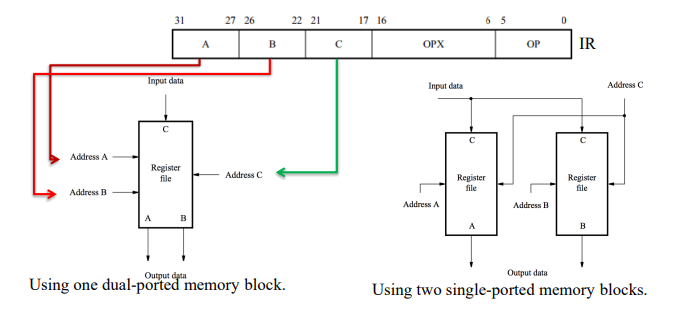 31 27 26 22 21 17 16 6 5 0
A B C OPX OP IR
Input data
C
Address A
Register
file
Address C
Address B
A B
Output data
Using one dual-ported memory block.
Input data Address C
C C
Register Register
file file
Address A Address B
A B
Output data
Using two single-ported memory blocks.